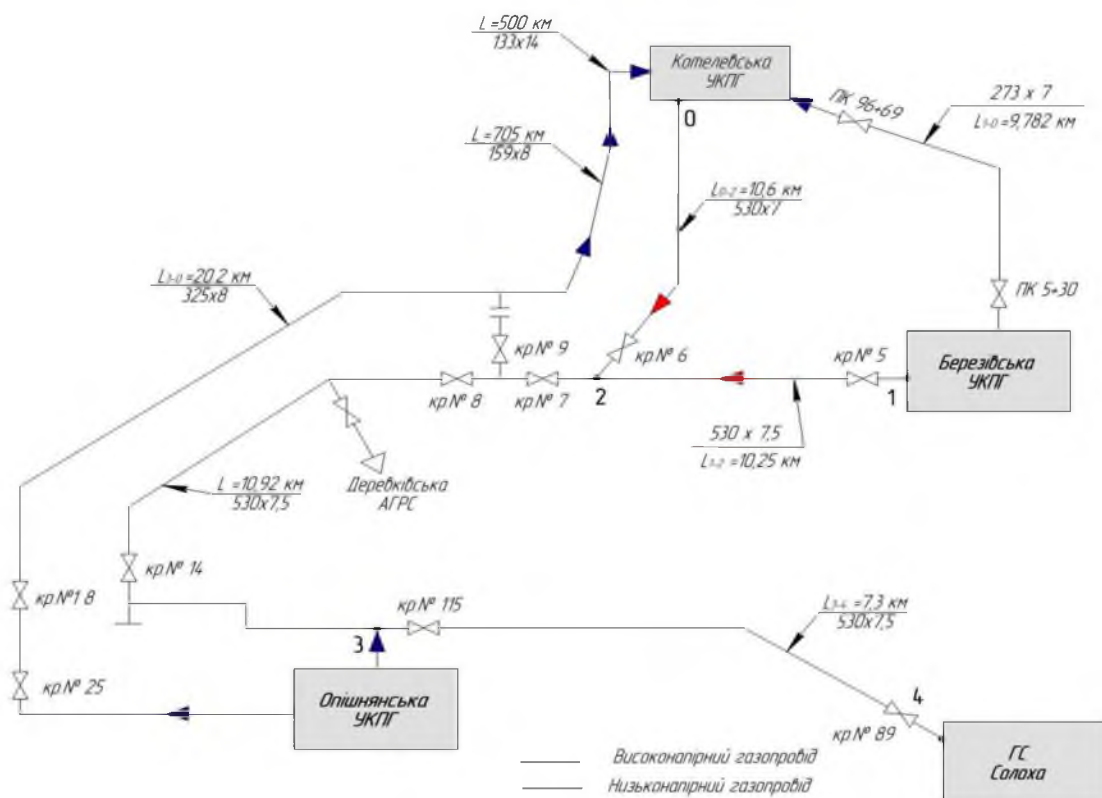 L =500 км
133х14
Котелевська
УКПГ
ПК 96+69
273 х 7
L₁₋₀=9,782 км
0
L =705 км
159х8
L₀₋₂=10,6 км
530х7
L₃₋₀ =20.2 км
325х8
ПК 5+30
кр № 9
кр № 6
кр № 5
Березівська
УКПГ
кр № 8
кр № 7
2
1
530 х 7,5
L₁₋₂ =10,25 км
L =10,92 км
530х7,5
Деревківська
АГРС
кр № 14
кр №1 8
кр № 115
L₃₋₄ =7,3 км
530х7,5
3
кр № 25
4
Опішнянська
УКПГ
кр № 89
ГС
Солоха
Високонапірний газопровід
Низьконапірний газопровід